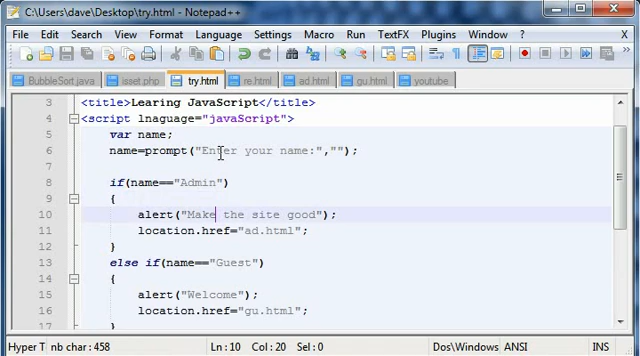 C:\Users\dave\Desktop\try.html - Notepad++
File Edit Search View Encoding Language Settings Macro Run TextFX Plugins Window ? X
BubbleSort.java isset.php try.html re.html ad.html gu.html youtube
3 <title>Learing JavaScript</title>
4 <script lnaguage="javaScript">
5 var name;
6 name=prompt("Enter your name:","");
7
8 if(name=="Admin")
9 {
10 alert("Make the site good");
11 location.href="ad.html";
12 }
13 else if(name=="Guest")
14 {
15 alert("Welcome");
16 location.href="gu.html";
17 }
Hyper T nb char : 458 Ln : 10 Col : 20 Sel : 0 Dos\Windows ANSI INS